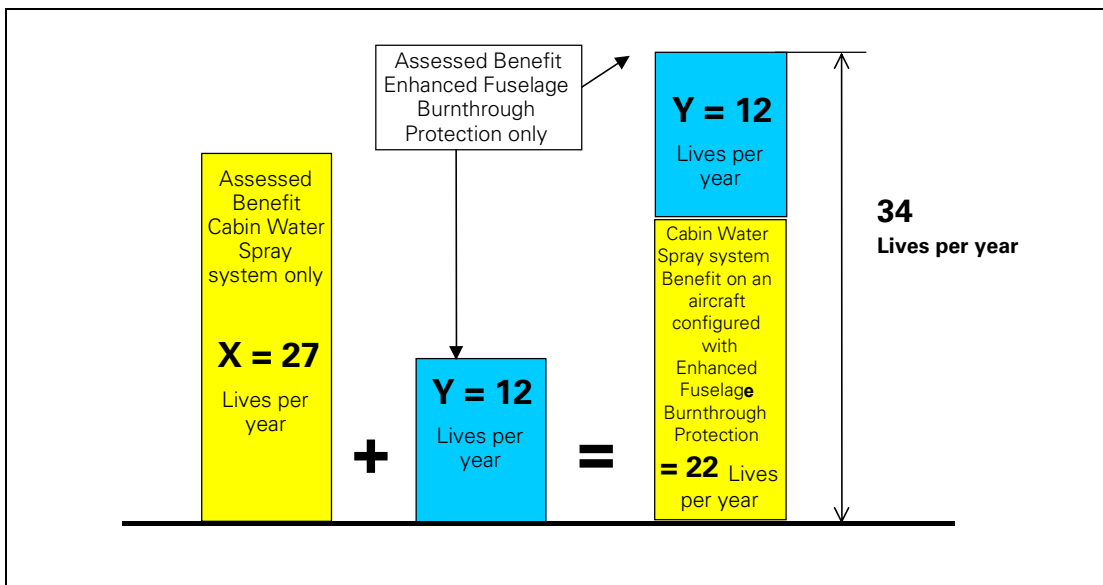 Assessed
Benefit
Cabin Water
Spray
system only
X = 27
Lives per
year
+
Assessed Benefit
Enhanced Fuselage
Burnthrough
Protection only
Y = 12
Lives per
year
=
Y = 12
Lives per
year
Cabin Water
Spray system
Benefit on an
aircraft
configured
with
Enhanced
Fuselage
Burnthrough
Protection
= 22 Lives
per year
34
Lives per year